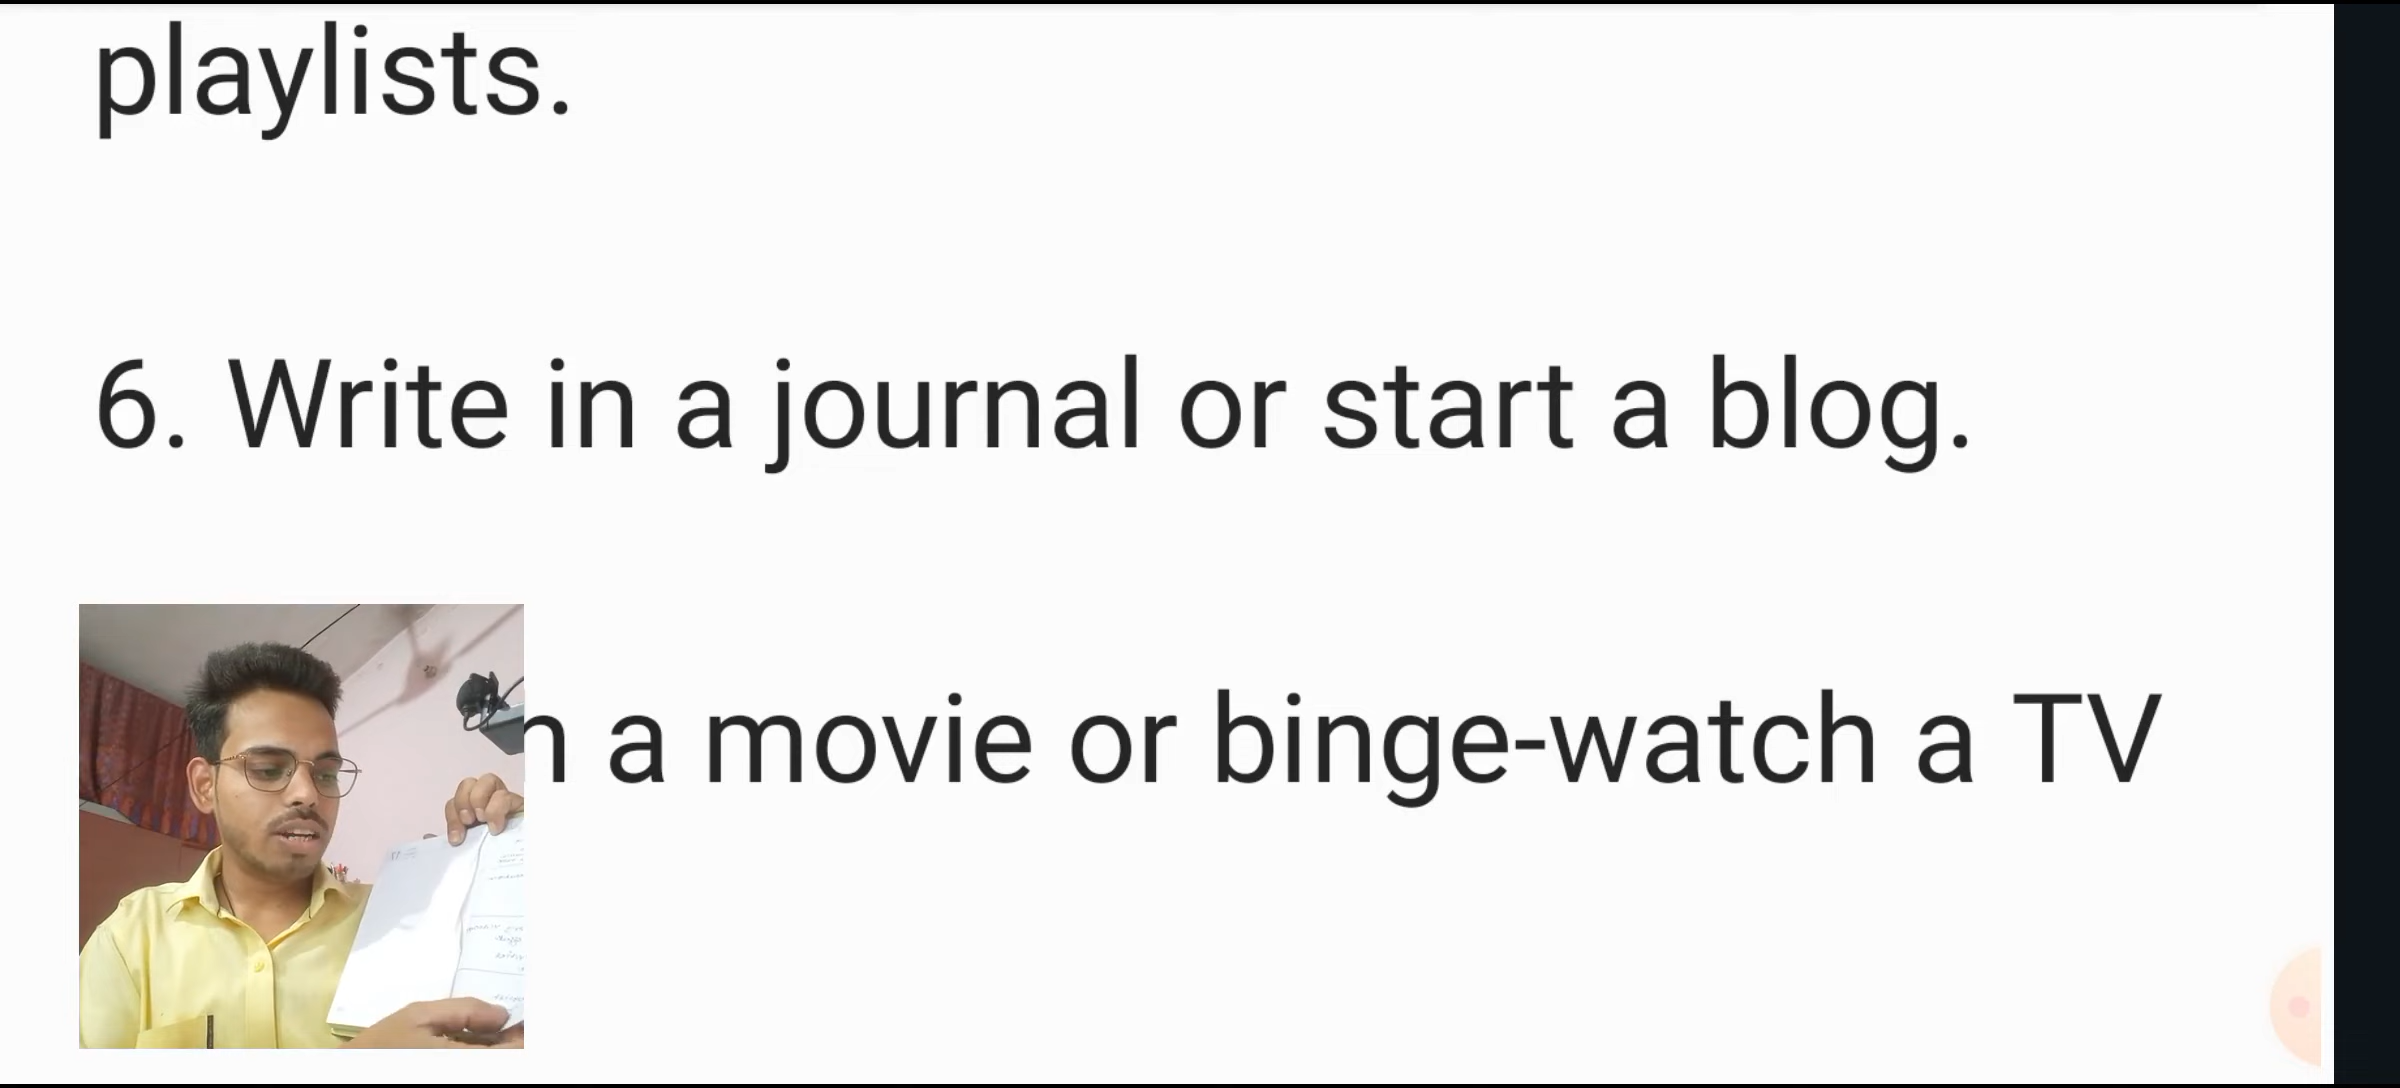 playlists.
6. Write in a journal or start a blog.
a movie or binge-watch a TV